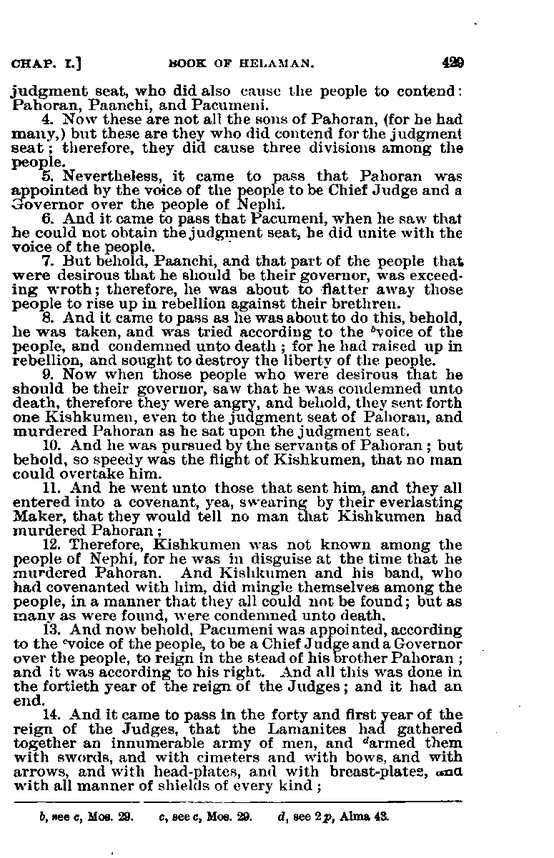 CHAP. I.] BOOK OF HELAMAN. 429
judgment seat, who did also cause the people to contend:
Pahoran, Paanchi, and Pacumeni.
4. Now these are not all the sons of Pahoran, (for he had
many,) but these are they who did contend for the judgment
seat; therefore, they did cause three divisions among the
people.
5. Nevertheless, it came to pass that Pahoran was
appointed by the voice of the people to be Chief Judge and a
Governor over the people of Nephi.
6. And it came to pass that Pacumeni, when he saw that
he could not obtain the judgment seat, he did unite with the
voice of the people.
7. But behold, Paanchi, and that part of the people that
were desirous that he should be their governor, was exceed-
ing wroth; therefore, he was about to flatter away those
people to rise up in rebellion against their brethren.
8. And it came to pass as he was about to do this, behold,
he was taken, and was tried according to the bvoice of the
people, and condemned unto death; for he had raised up in
rebellion, and sought to destroy the liberty of the people.
9. Now when those people who were desirous that he
should be their governor, saw that he was condemned unto
death, therefore they were angry, and behold, they sent forth
one Kishkumen, even to the judgment seat of Pahoran, and
murdered Pahoran as he sat upon the judgment seat.
10. And he was pursued by the servants of Pahoran; but
behold, so speedy was the flight of Kishkumen, that no man
could overtake him.
11. And he went unto those that sent him, and they all
entered into a covenant, yea, swearing by their everlasting
Maker, that they would tell no man that Kishkumen had
murdered Pahoran;
12. Therefore, Kishkumen was not known among the
people of Nephi, for he was in disguise at the time that he
murdered Pahoran. And Kishkumen and his band, who
had covenanted with him, did mingle themselves among the
people, in a manner that they all could not be found; but as
many as were found, were condemned unto death.
13. And now behold, Pacumeni was appointed, according
to the cvoice of the people, to be a Chief Judge and a Governor
over the people, to reign in the stead of his brother Pahoran;
and it was according to his right. And all this was done in
the fortieth year of the reign of the Judges; and it had an
end.
14. And it came to pass in the forty and first year of the
reign of the Judges, that the Lamanites had gathered
together an innumerable army of men, and darmed them
with swords, and with cimeters and with bows, and with
arrows, and with head-plates, and with breast-plates, and
with all manner of shields of every kind;
b, see c, Mos. 29. c, see c, Mos. 29. d, see 2p, Alma 43.